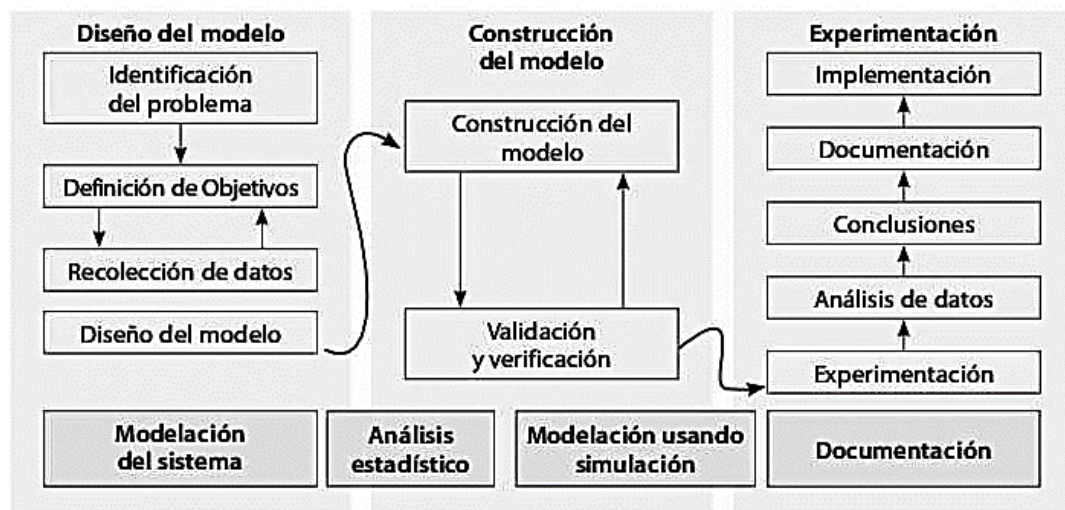 Diseño del modelo
Identificación
del problema
Definición de Objetivos
Recolección de datos
Diseño del modelo
Construcción
del modelo
Construcción del
modelo
Validación
y verificación
Experimentación
Implementación
Documentación
Conclusiones
Análisis de datos
Experimentación
Modelación
del sistema
Análisis
estadístico
Modelación usando
simulación
Documentación